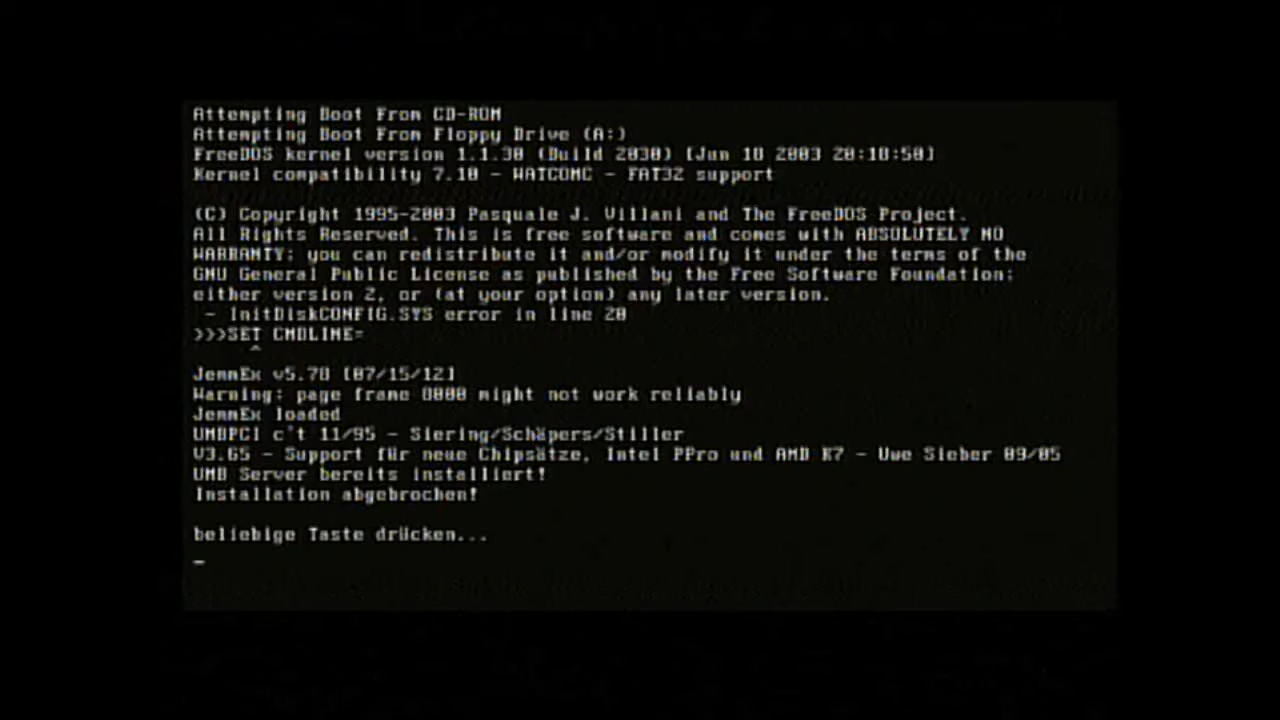 Attempting Boot From CD-ROM
Attempting Boot From Floppy Drive (A:)
FreeDOS kernel version 1.1.30 (Build 2030) [Jun 18 2003 20:18:50]
Kernel compatibility 7.10 - WATCOMC - FAT32 support
(C) Copyright 1995-2003 Pasquale J. Villani and The FreeDOS Project.
All Rights Reserved. This is free software and comes with ABSOLUTELY NO
WARRANTY; you can redistribute it and/or modify it under the terms of the
GNU General Public License as published by the Free Software Foundation;
either version 2, or (at your option) any later version.
- InitDiskCONFIG.SYS error in line 20
>>>SET CMDLINE=
^
JemmEx v5.78 [07/15/12]
Warning: page frame might not work reliably
JemmEx loaded
UMBPCI c't 11/95 - Siering/Schäpers/Stiller
V3.65 - Support für neue Chipsätze, Intel PPro und AMD K7 - Uwe Sieber 09/05
UMB Server bereits installiert!
Installation abgebrochen!
beliebige Taste drücken...
_